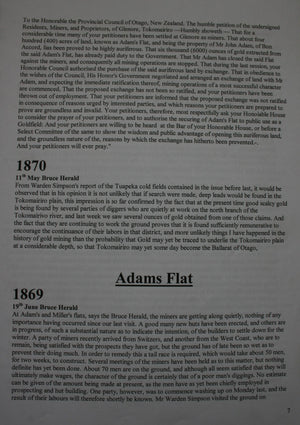 To the Honorable the Provincial Council of Otago, New Zealand. The humble petition of the undersigned
Residents, Miners, and Proprietors, of Glenore, Tokomairiro – Humbly sheweth — That for a
considerable time many of your petitioners have been settled at Glenore as miners. That about four
hundred (400) acres of land, known as Adam's Flat, and being the property of Mr John Adam, of Bon
Accord, has been proved to be highly auriferous. That six thousand (6000) ounces of gold extracted from
the said Adam's Flat, has already paid duty to the Government. That Mr Adam has closed the said Flat
against the miners, and consequently all mining operations are stopped. That during the last session, your
Honorable Council authorised the purchase of the said auriferous land by exchange. That in obedience to
the wishes of the Council, His Honor's Government negotiated and arranged an exchange of land with Mr
Adam, and expecting the immediate ratification thereof, mining operations of a most successful character
are commenced, That the proposed exchange has not been so ratified, and your petitioners have been
thrown out of employment. That your petitioners are informed that the proposed exchange was not ratified
in consequence of reasons urged by interested parties, and which reasons your petitioners are prepared to
prove are groundless and invalid. Your petitioners, therefore, most respectfully ask your Honorable House
to consider the prayer of your petitioners, and to authorise the securing of Adam's Flat to public use as a
Goldfield. And your petitioners are willing to be heard at the Bar of your Honorable House, or before a
Select Committee of the same to show the wisdom and public advantage of opening this auriferous land,
and the groundless nature of the, reasons by which the exchange has hitherto been prevented-.
And your petitioners will ever pray."
1870
11th May Bruce Herald
From Warden Simpson's report of the Tuapeka cold fields contained in the issue before last, it would be
observed that in his opinion it is not unlikely that if search were made, deep leads would be found in the
Tokomairiro plain, this impression is so far confirmed by the fact that at the present time good scaley gold
is being found by several parties of diggers who are quietly at work on the north branch of the
Tokomairiro river, and last week we saw several ounces of gold obtained from one of those claims. And
the fact that they are continuing to work the ground proves that it is found sufficiently remunerative to
encourage the continuance of their labors in that district, and more unlikely things I have happened in the
history of gold mining than the probability that Gold may yet be traced to underlie the Tokomairiro plain
at a considerable depth, so that Tokomairiro may yet some day become the Ballarat of Otago,
Adams Flat
1869
19th June Bruce Herald
At Adam's and Miller's flats, says the Bruce Herald, the miners are getting along quietly, nothing of any
importance having occurred since our last visit. A good many new huts have been erected, and others are
in progress, of such a substantial nature as to Indicate the intention, of the builders to settle down for the
winter. A party of miners recently arrived from Switzers, and another from the West Coast, who are to
remain, being satisfied with the prospects they have got, but the ground has of late been so wet as to
prevent their doing much. In order to remedy this a tail race is required, which would take about 50 men,
for two weeks, to construct. Several meetings of the miners have been held as to this matter, but nothing
definite has yet been done. About 70 men are on the ground, and although all seem satisfied that they will
ultimately make wages, the character of the ground is certainly that of a poor man's diggings. No estimate
can be given of the amount being made at present, as the men have as yet been chiefly employed in
prospecting and hut building. One party, however, was to commence washing up on Monday last, and the
result of their labours will therefore shortly be known. Mr Warden Simpson visited the ground on
7